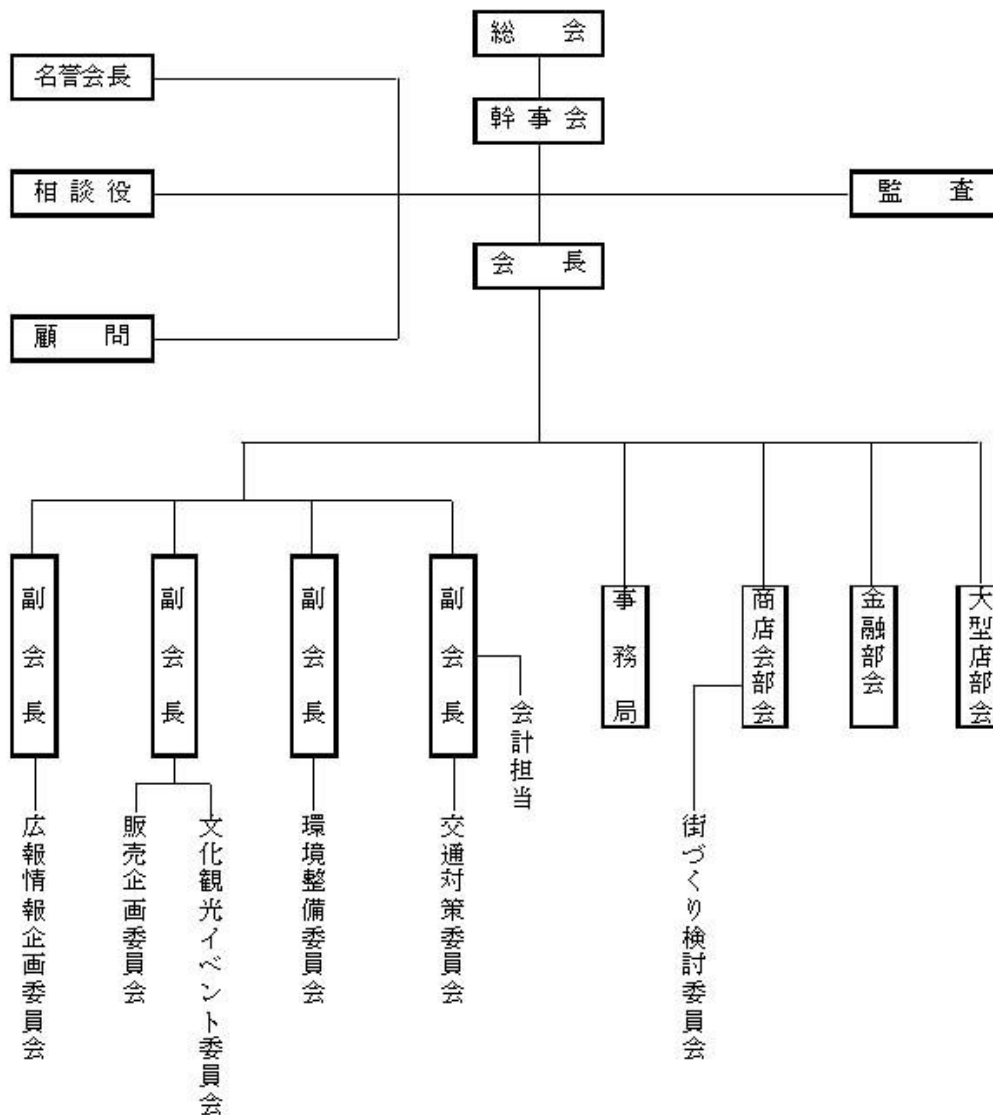 総会
名誉会長
幹事会
相談役
監査
会長
顧問
副会長
副会長
副会長
副会長
事務局
商店会部会
金融部会
大型店部会
会計担当
広報情報企画委員会
販売企画委員会
文化観光イベント委員会
環境整備委員会
交通対策委員会
街づくり検討委員会